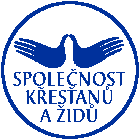 SPOLEČNOST
KŘESŤANŮ
A ŽIDŮ